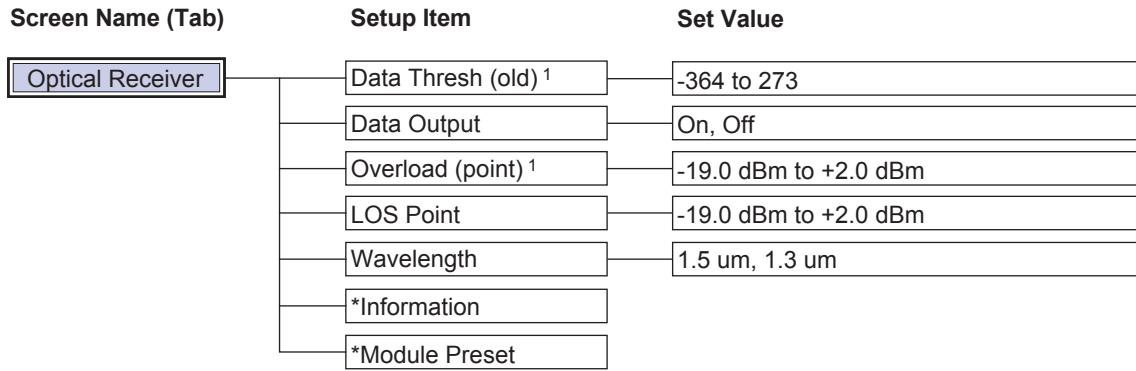 Screen Name (Tab) Setup Item Set Value
Optical Receiver Data Thresh (old) 1 -364 to 273
Data Output On, Off
Overload (point) 1 -19.0 dBm to +2.0 dBm
LOS Point -19.0 dBm to +2.0 dBm
Wavelength 1.5 um, 1.3 um
*Information
*Module Preset